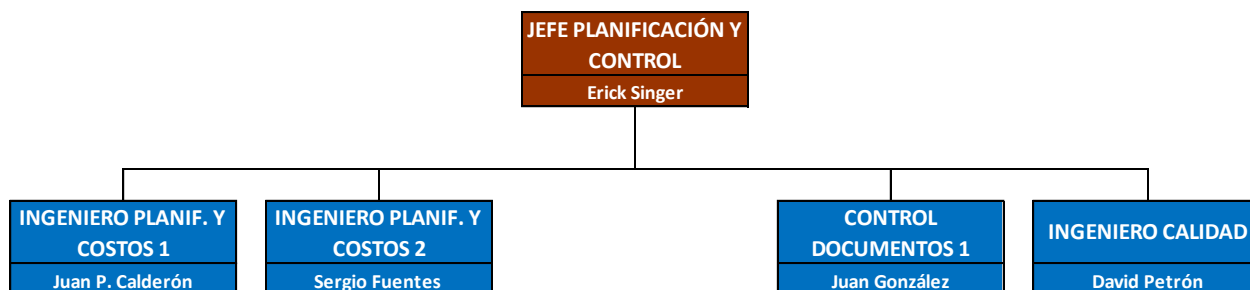 JEFE PLANIFICACIÓN Y
CONTROL
Erick Singer
INGENIERO PLANIF. Y
COSTOS 1
Juan P. Calderón
INGENIERO PLANIF. Y
COSTOS 2
Sergio Fuentes
CONTROL
DOCUMENTOS 1
Juan González
INGENIERO CALIDAD
David Petrón